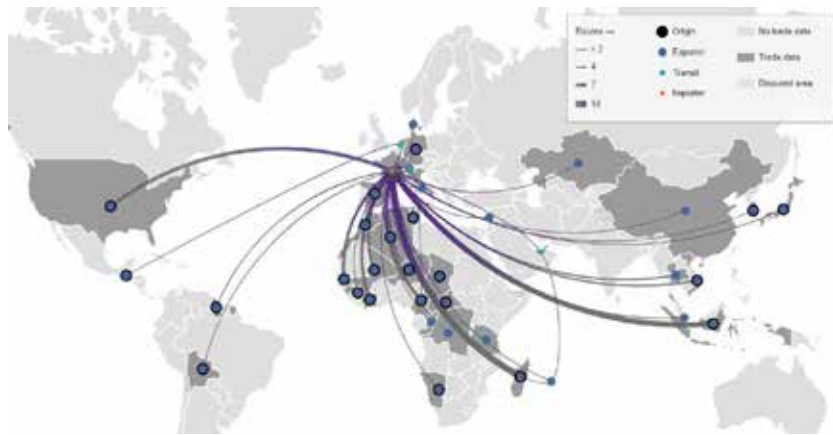 Routes
< 2
4
7
14
Origin
Exporter
Transit
Importer
No trade data
Trade data
Disputed area